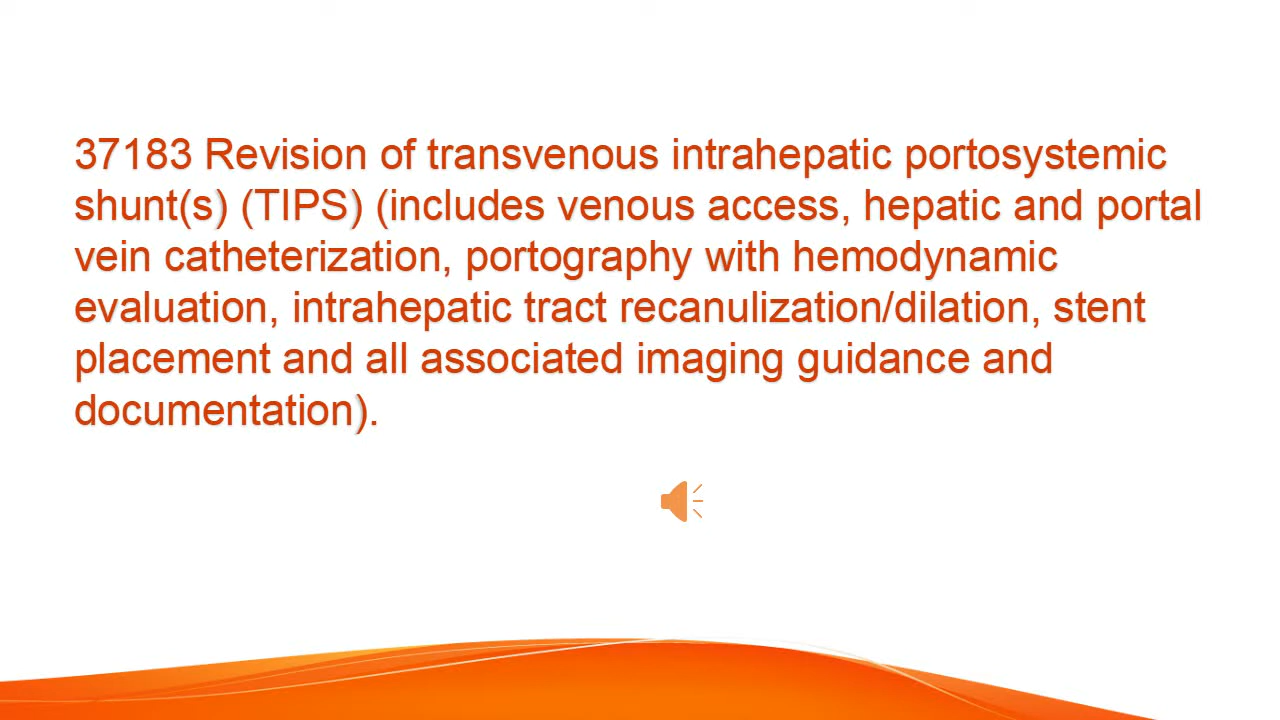 37183 Revision of transvenous intrahepatic portosystemic
shunt(s) (TIPS) (includes venous access, hepatic and portal
vein catheterization, portography with hemodynamic
evaluation, intrahepatic tract recanulization/dilation, stent
placement and all associated imaging guidance and
documentation).